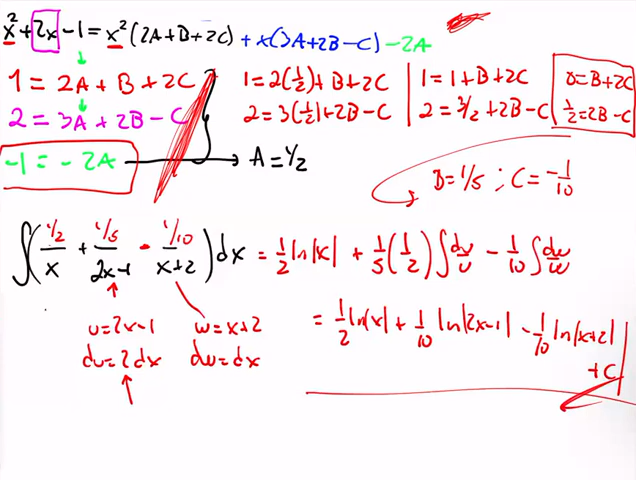 x² + 2x - 1 = x² (2A + B + 2C) + x(3A + 2B - C) - 2A
1 = 2A + B + 2C
2 = 3A + 2B - C
-1 = -2A → A = 1/2
1 = 2(1/2) + B + 2C
2 = 3(1/2) + 2B - C
1 = 1 + B + 2C
2 = 3/2 + 2B - C
0 = B + 2C
1/2 = 2B - C
B = 1/5 ; C = -1/10
∫( (1/2)/x + (1/5)/(2x-1) - (1/10)/(x+2) ) dx = 1/2 ln|x| + 1/5 (1/2) ∫ du/u - 1/10 ∫ dw/w
u = 2x - 1
du = 2dx
w = x + 2
dw = dx
= 1/2 ln|x| + 1/10 ln|2x-1| - 1/10 ln|x+2|
+ C